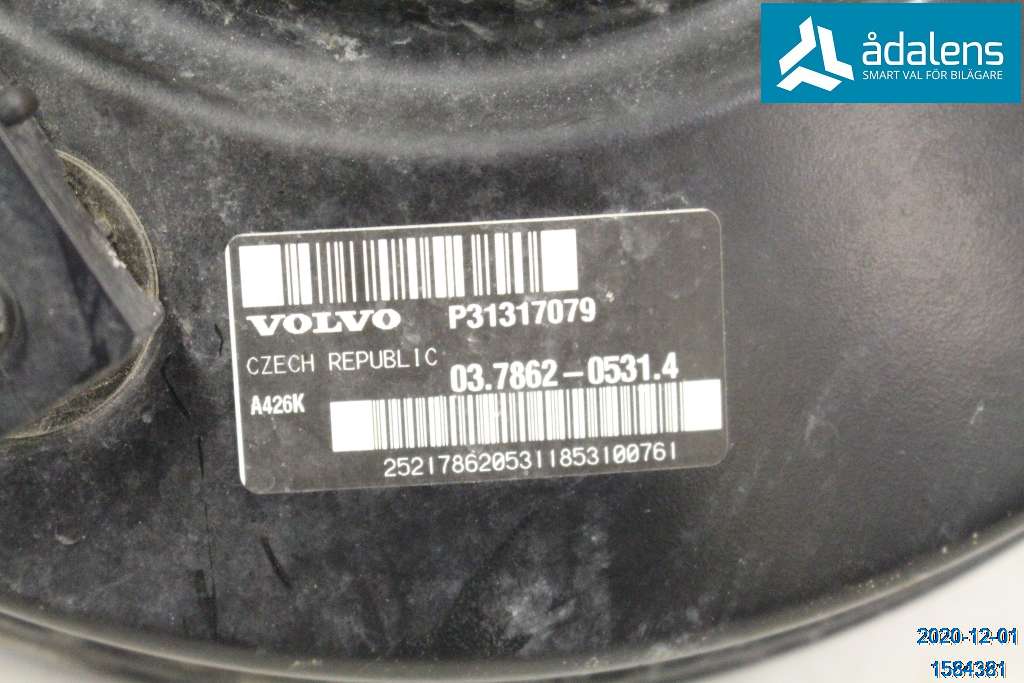 ådalens
SMART VAL FÖR BILÄGARE
VOLVO P31317079
CZECH REPUBLIC
03.7862-0531.4
A426K
252178620531185310076​1
2020-12-01
1584381